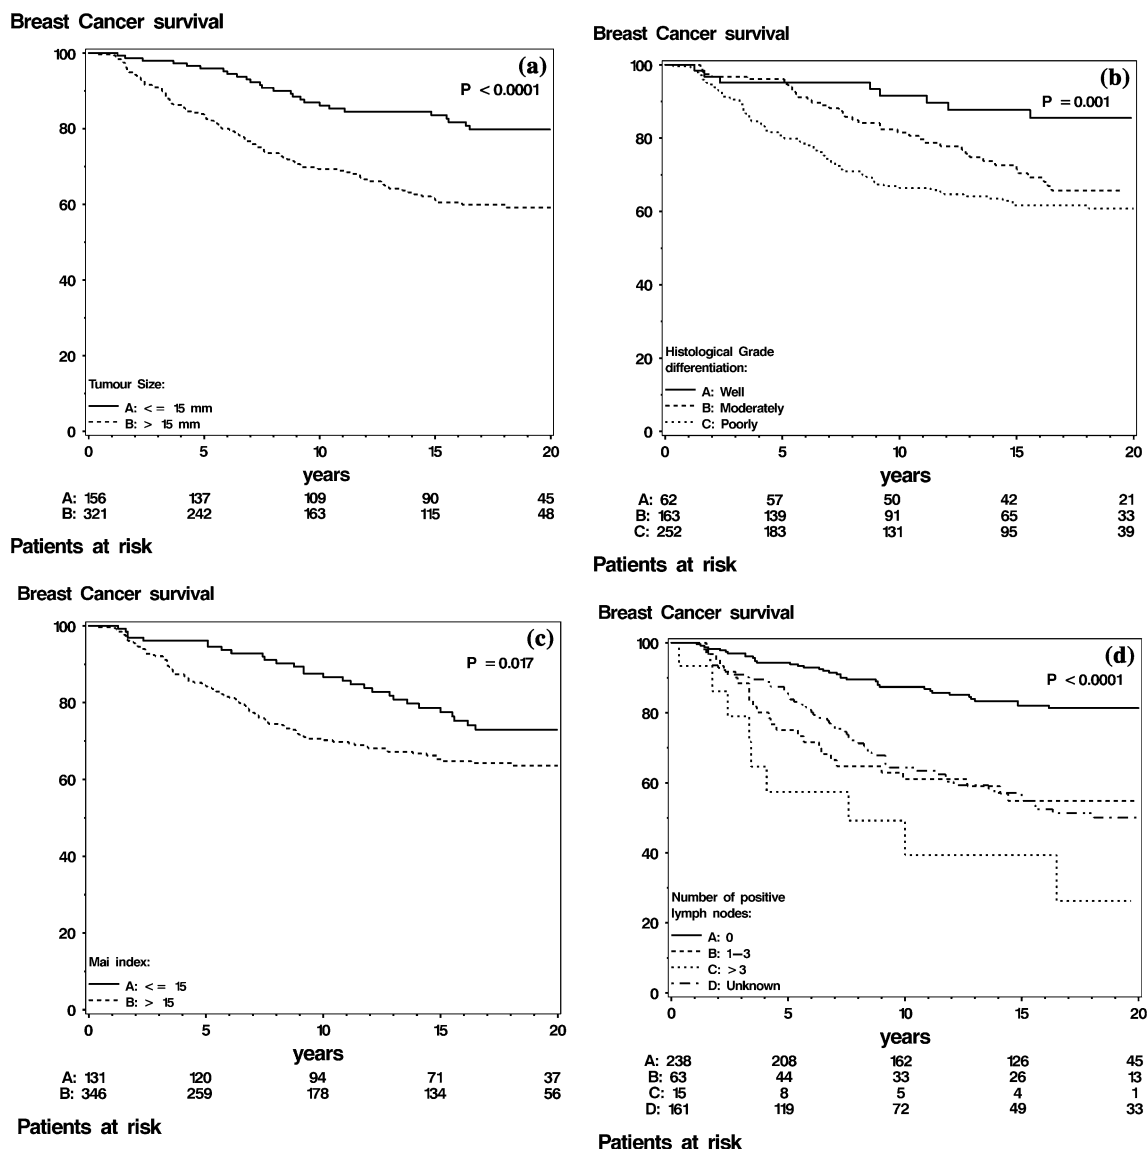 Breast Cancer survival
(a)
P < 0.0001
100
80
60
40
20
0
Tumour Size:
A: <= 15 mm
B: > 15 mm
0 5 10 15 20
years
A: 156 137 109 90 45
B: 321 242 163 115 48
Patients at risk
Breast Cancer survival
(b)
P = 0.001
100
80
60
40
20
0
Histological Grade
differentiation:
A: Well
B: Moderately
C: Poorly
0 5 10 15 20
years
A: 62 57 50 42 21
B: 163 139 91 65 33
C: 252 183 131 95 39
Patients at risk
Breast Cancer survival
(c)
P = 0.017
100
80
60
40
20
0
Mai index:
A: <= 15
B: > 15
0 5 10 15 20
years
A: 131 120 94 71 37
B: 346 259 178 134 56
Patients at risk
Breast Cancer survival
(d)
P < 0.0001
100
80
60
40
20
0
Number of positive
lymph nodes:
A: 0
B: 1–3
C: > 3
D: Unknown
0 5 10 15 20
years
A: 238 208 162 126 45
B: 63 44 33 26 13
C: 15 8 5 4 1
D: 161 119 72 49 33
Patients at risk